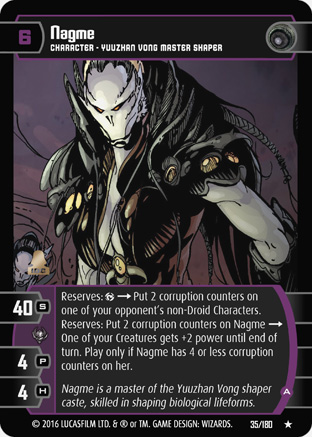 6 Nagme
CHARACTER - YUUZHAN VONG MASTER SHAPER
40 S
4 P
4 H
Reserves: → Put 2 corruption counters on
one of your opponent's non-Droid Characters.
Reserves: Put 2 corruption counters on Nagme →
One of your Creatures gets +2 power until end of
turn. Play only if Nagme has 4 or less corruption
counters on her.
Nagme is a master of the Yuuzhan Vong shaper
caste, skilled in shaping biological lifeforms.
A
© 2016 LUCASFILM LTD. & ® or TM. GAME DESIGN: WIZARDS. 35/180